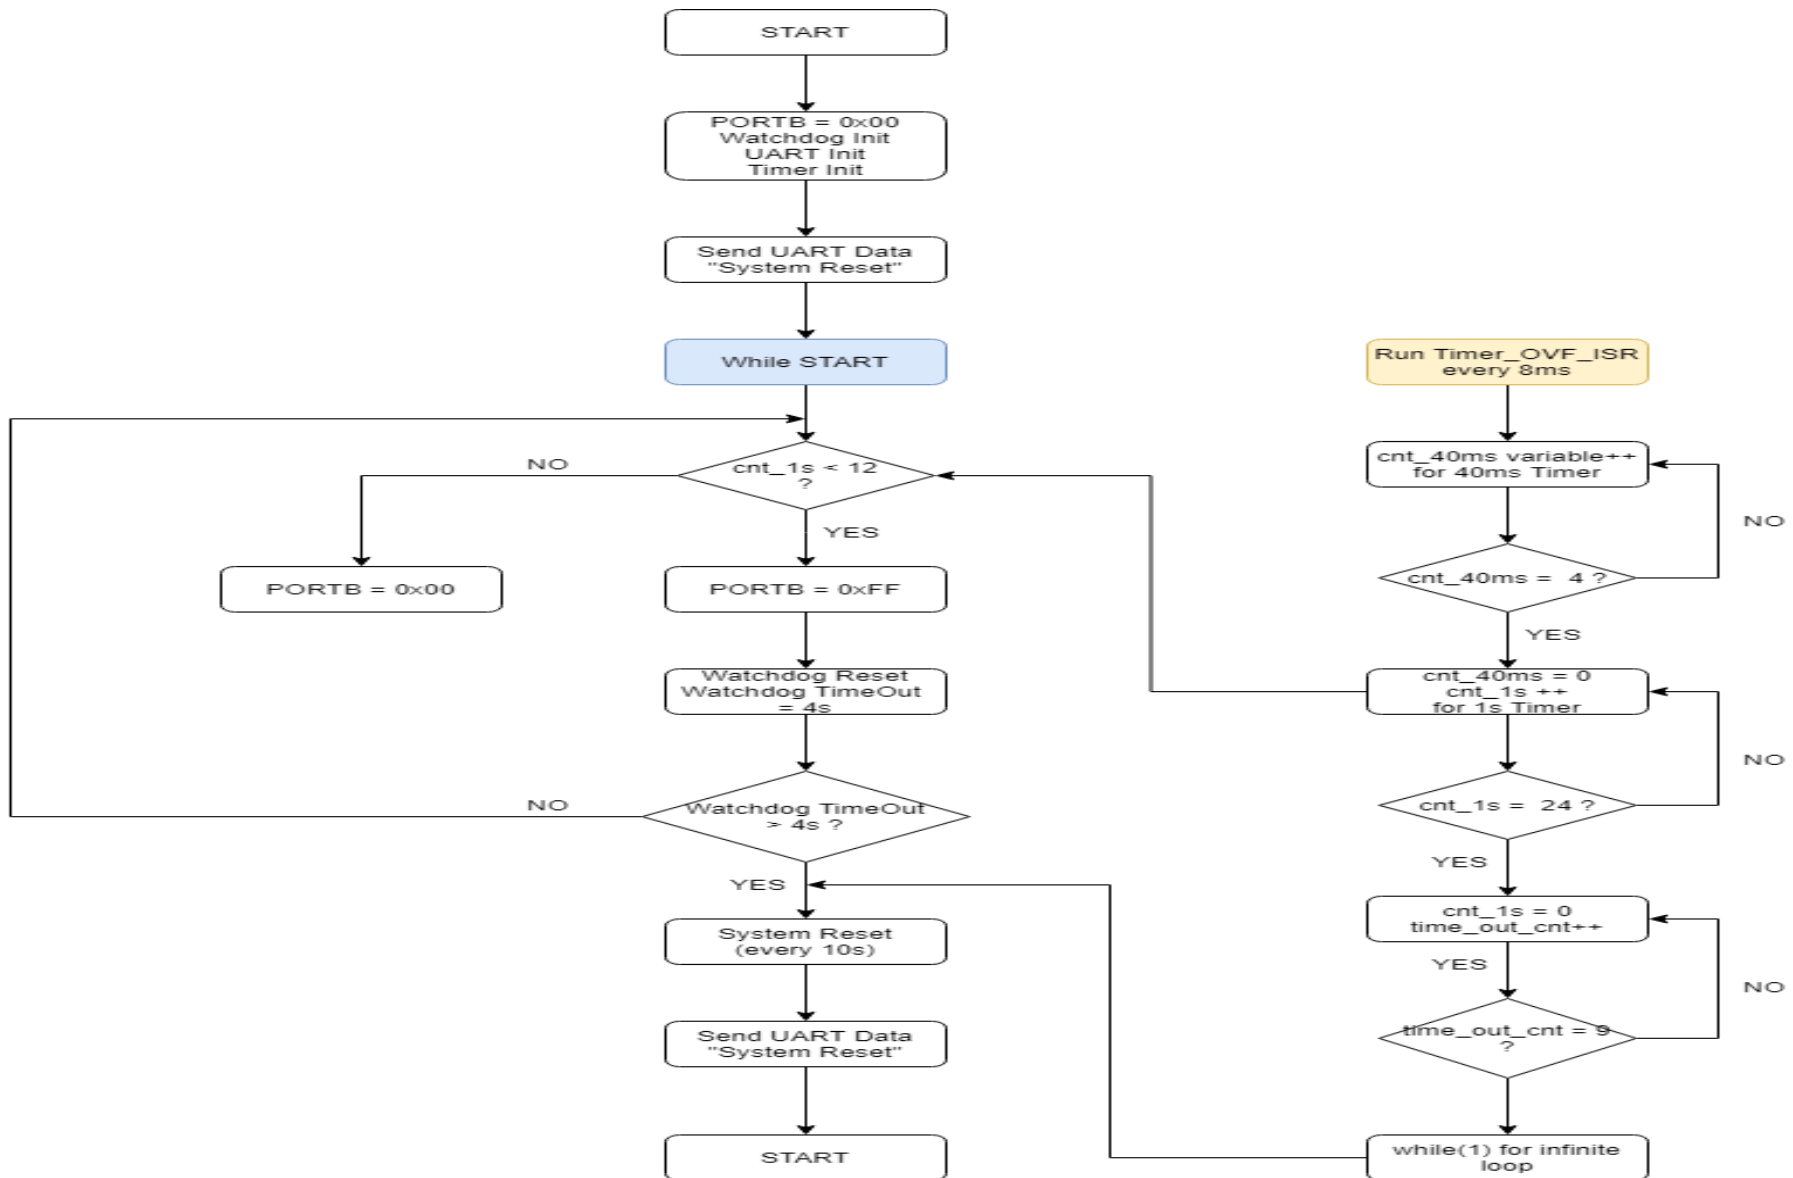 START
PORTB = 0x00
Watchdog Init
UART Init
Timer Init
Send UART Data
"System Reset"
While START
cnt_1s < 12
?
NO
YES
PORTB = 0x00
PORTB = 0xFF
Watchdog Reset
Watchdog TimeOut
= 4s
Watchdog TimeOut
> 4s ?
NO
YES
System Reset
(every 10s)
Send UART Data
"System Reset"
START
Run Timer_OVF_ISR
every 8ms
cnt_40ms variable++
for 40ms Timer
NO
cnt_40ms = 4 ?
YES
cnt_40ms = 0
cnt_1s ++
for 1s Timer
NO
cnt_1s = 24 ?
YES
cnt_1s = 0
time_out_cnt++
YES
NO
time_out_cnt = 9
?
while(1) for infinite
loop